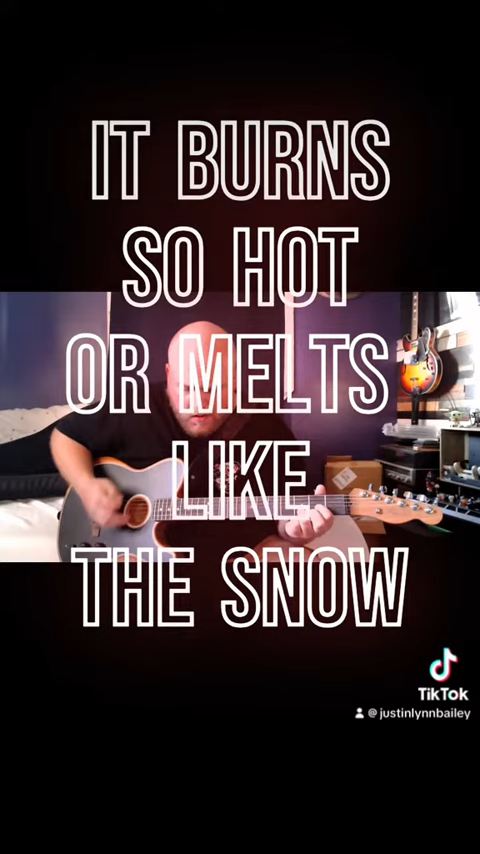 IT BURNS
SO HOT
OR MELTS
LIKE
THE SNOW
TikTok
@justinlynnbailey